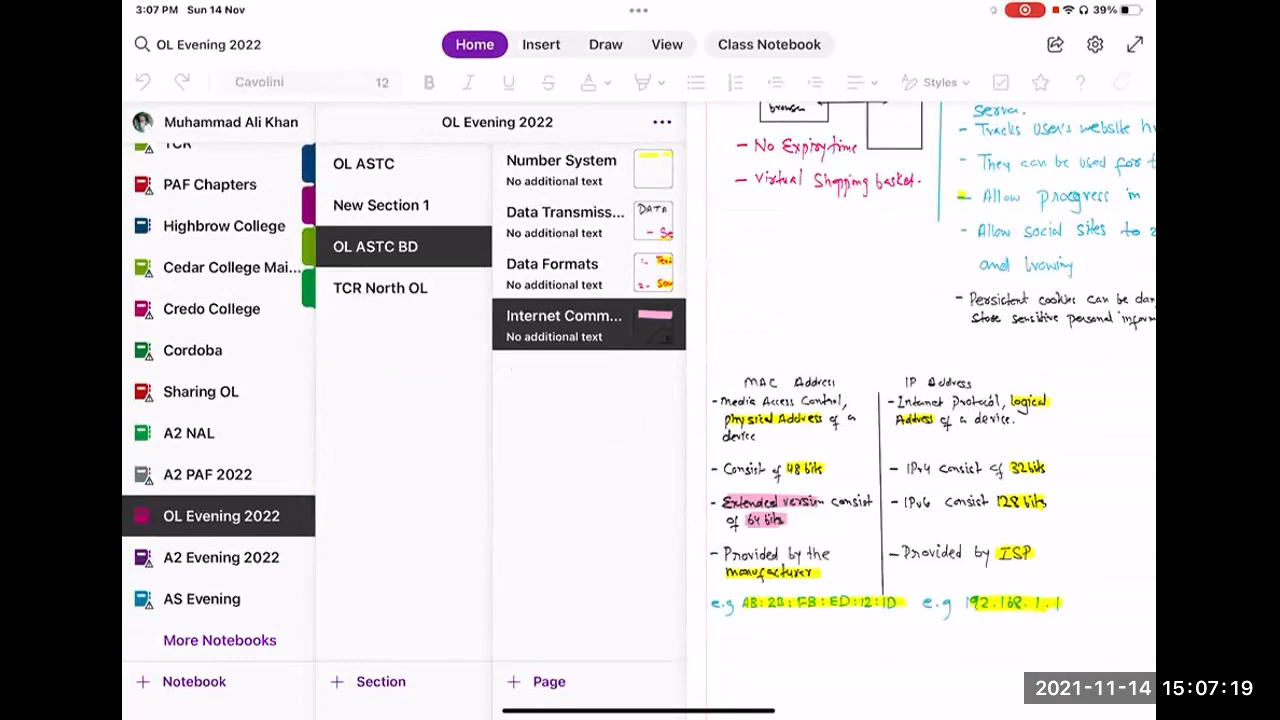 3:07 PM Sun 14 Nov
39%
OL Evening 2022
Home Insert Draw View Class Notebook
Cavolini 12 B I U S A Styles ?
Muhammad Ali Khan
TCR
PAF Chapters
Highbrow College
Cedar College Mai...
Credo College
Cordoba
Sharing OL
A2 NAL
A2 PAF 2022
OL Evening 2022
A2 Evening 2022
AS Evening
More Notebooks
+ Notebook
OL ASTC
New Section 1
OL ASTC BD
TCR North OL
+ Section
OL Evening 2022
Number System
No additional text
Data Transmiss...
No additional text
DATA
Data Formats
No additional text
Internet Comm...
No additional text
+ Page
browser
- No Expiry time
- Virtual Shopping basket.
server.
- Tracks User's website
- They can be used for
- Allow progress in
- Allow social sites to
and browing
- Persistent cookies can be
store sensitive personal
MAC Address
- Media Access Control,
physical Address of a
device
- Consist of 48 bits
- Extended version consist
of 64 bits
- Provided by the
manufacturer
e.g AB:2B:FB:ED:12:1D
IP Address
- Internet Protocol, logical
Address of a device.
- IPv4 consist of 32 bits
- IPv6 consist 128 bits
- Provided by ISP
e.g 192.168.1.1
2021-11-14 15:07:19